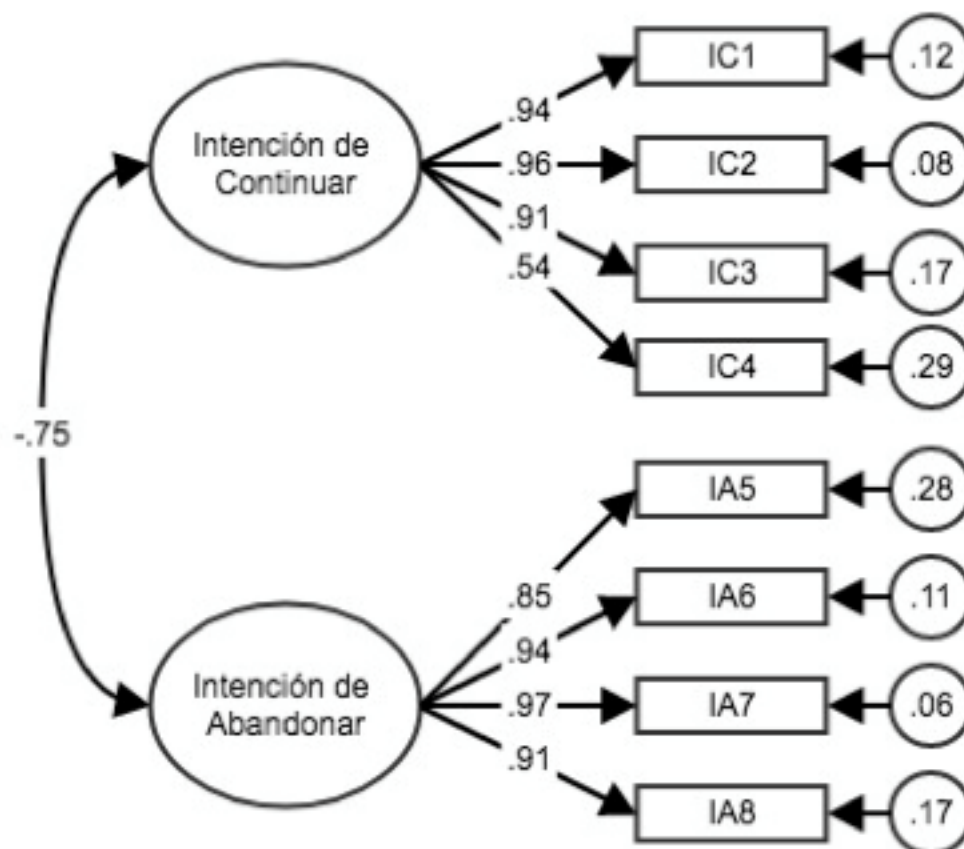 IC1
.12
.94
Intención de
Continuar
.96
IC2
.08
.91
IC3
.17
.54
IC4
.29
-.75
IA5
.28
.85
IA6
.11
.94
Intención de
Abandonar
.97
IA7
.06
.91
IA8
.17